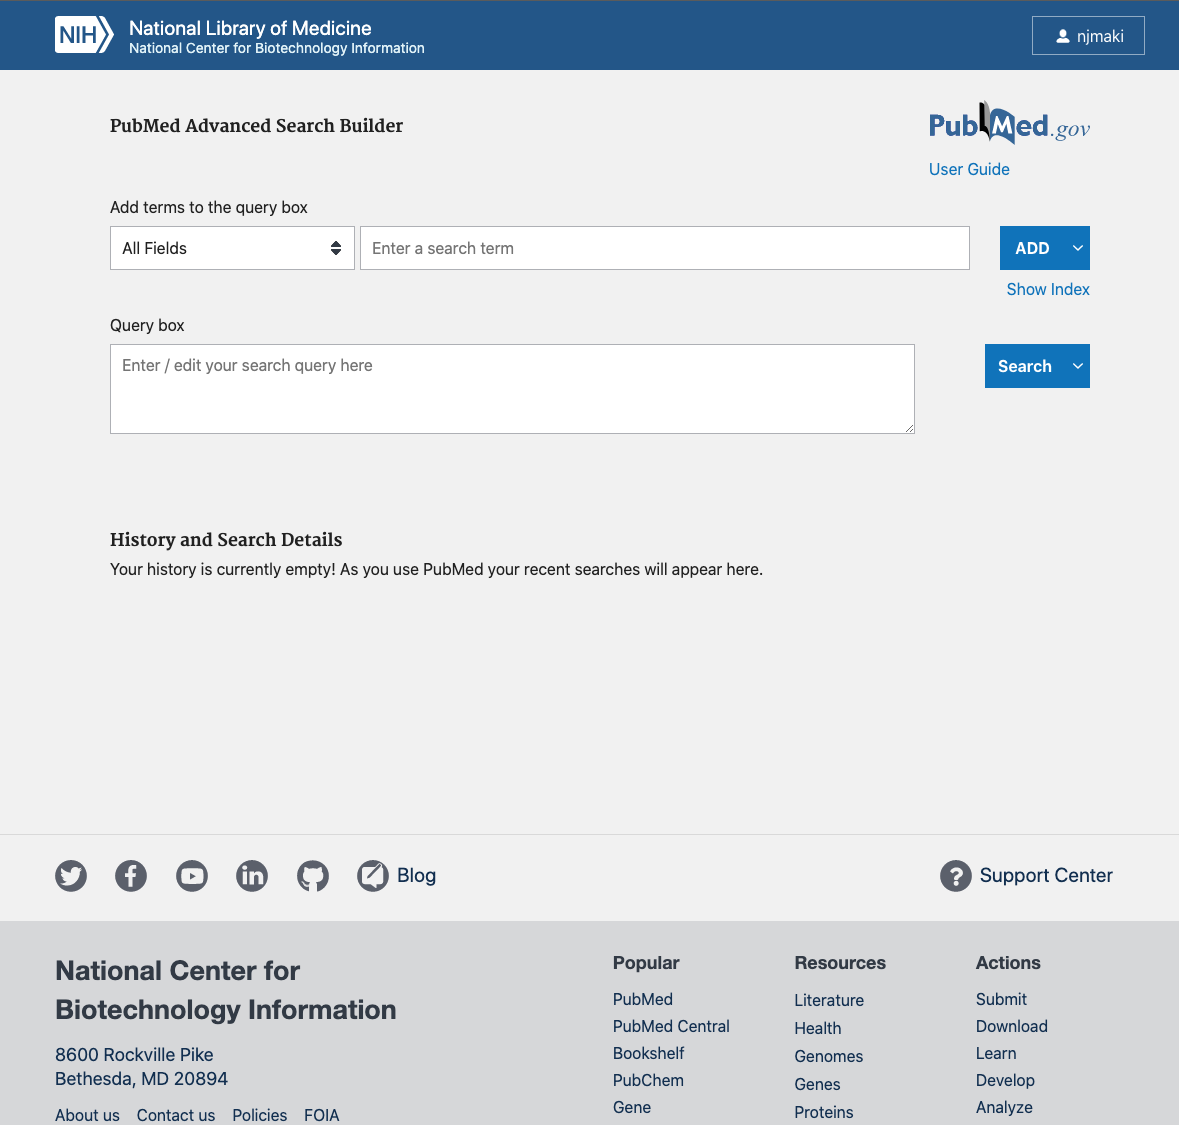 NIH
National Library of Medicine
National Center for Biotechnology Information
njmaki
PubMed Advanced Search Builder
PubMed.gov
User Guide
Add terms to the query box
All Fields
Enter a search term
ADD
Show Index
Query box
Enter / edit your search query here
Search
History and Search Details
Your history is currently empty! As you use PubMed your recent searches will appear here.
Blog
Support Center
National Center for
Biotechnology Information
8600 Rockville Pike
Bethesda, MD 20894
About us Contact us Policies FOIA
Popular
PubMed
PubMed Central
Bookshelf
PubChem
Gene
Resources
Literature
Health
Genomes
Genes
Proteins
Actions
Submit
Download
Learn
Develop
Analyze